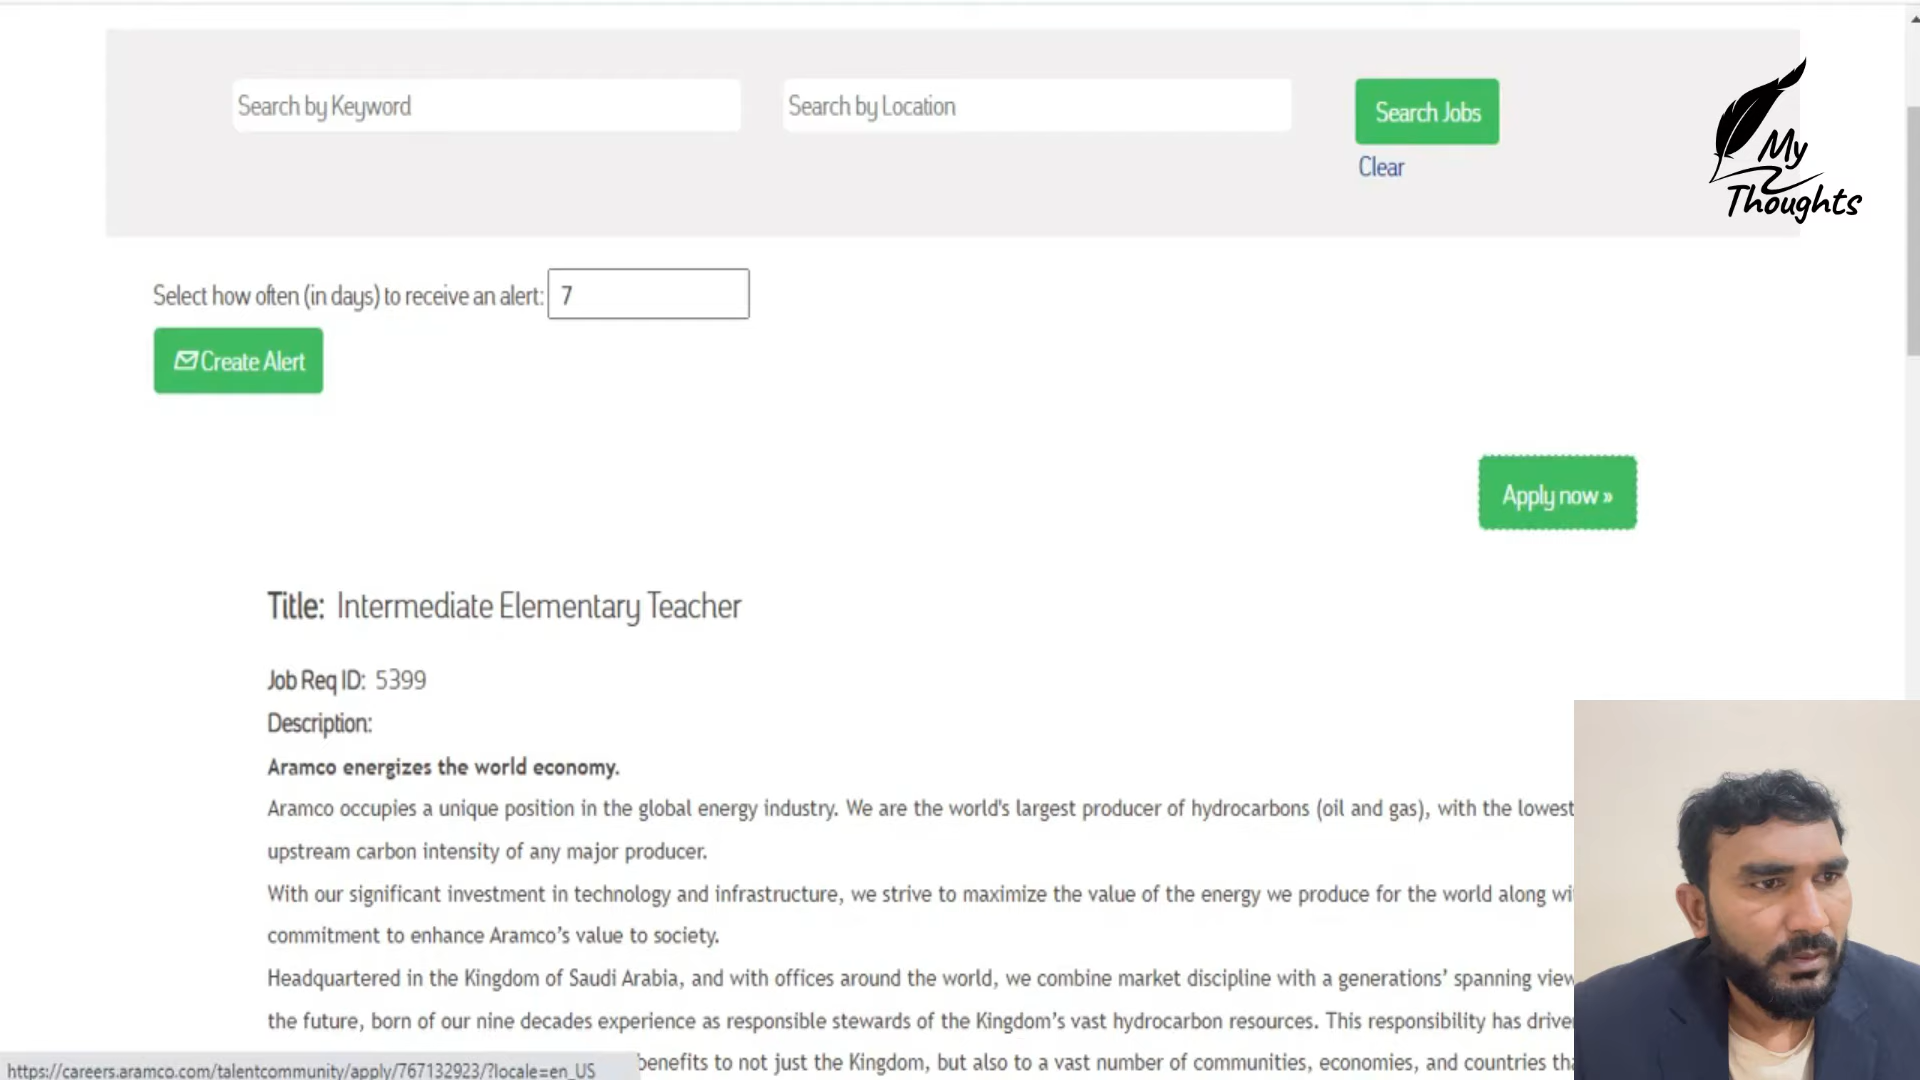 Search by Keyword
Search by Location
Search Jobs
Clear
My
Thoughts
Select how often (in days) to receive an alert: 7
Create Alert
Apply now »
Title: Intermediate Elementary Teacher
Job Req ID: 5399
Description:
Aramco energizes the world economy.
Aramco occupies a unique position in the global energy industry. We are the world's largest producer of hydrocarbons (oil and gas), with the lowest
upstream carbon intensity of any major producer.
With our significant investment in technology and infrastructure, we strive to maximize the value of the energy we produce for the world along
commitment to enhance Aramco’s value to society.
Headquartered in the Kingdom of Saudi Arabia, and with offices around the world, we combine market discipline with a generations’ spanning view
the future, born of our nine decades experience as responsible stewards of the Kingdom’s vast hydrocarbon resources. This responsibility has
benefits to not just the Kingdom, but also to a vast number of communities, economies, and countries
https://careers.aramco.com/talentcommunity/apply/767132923/?locale=en_US